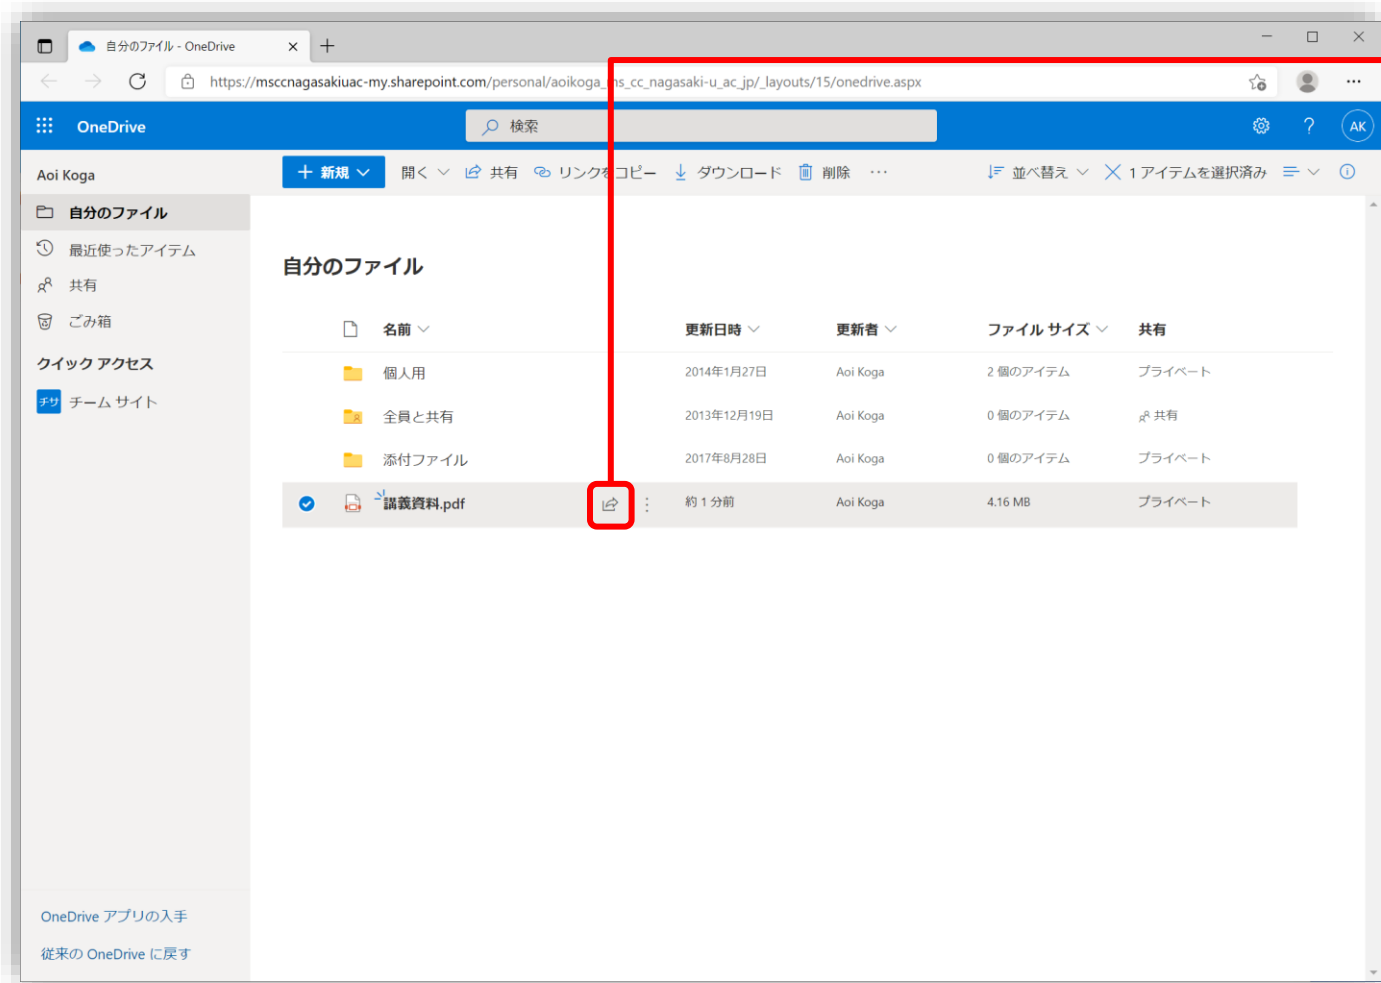 自分のファイル - OneDrive
https://msccnagasakiuac-my.sharepoint.com/personal/aoikoga_ms_cc_nagasaki-u_ac_jp/_layouts/15/onedrive.aspx
OneDrive
検索
AK
Aoi Koga
新規
開く
共有
リンクをコピー
ダウンロード
削除
並べ替え
1 アイテムを選択済み
自分のファイル
最近使ったアイテム
共有
ごみ箱
クイック アクセス
チサ チーム サイト
OneDrive アプリの入手
従来の OneDrive に戻す
自分のファイル
名前 更新日時 更新者 ファイル サイズ 共有
個人用 2014年1月27日 Aoi Koga 2 個のアイテム プライベート
全員と共有 2013年12月19日 Aoi Koga 0 個のアイテム 共有
添付ファイル 2017年8月28日 Aoi Koga 0 個のアイテム プライベート
講義資料.pdf 約 1 分前 Aoi Koga 4.16 MB プライベート